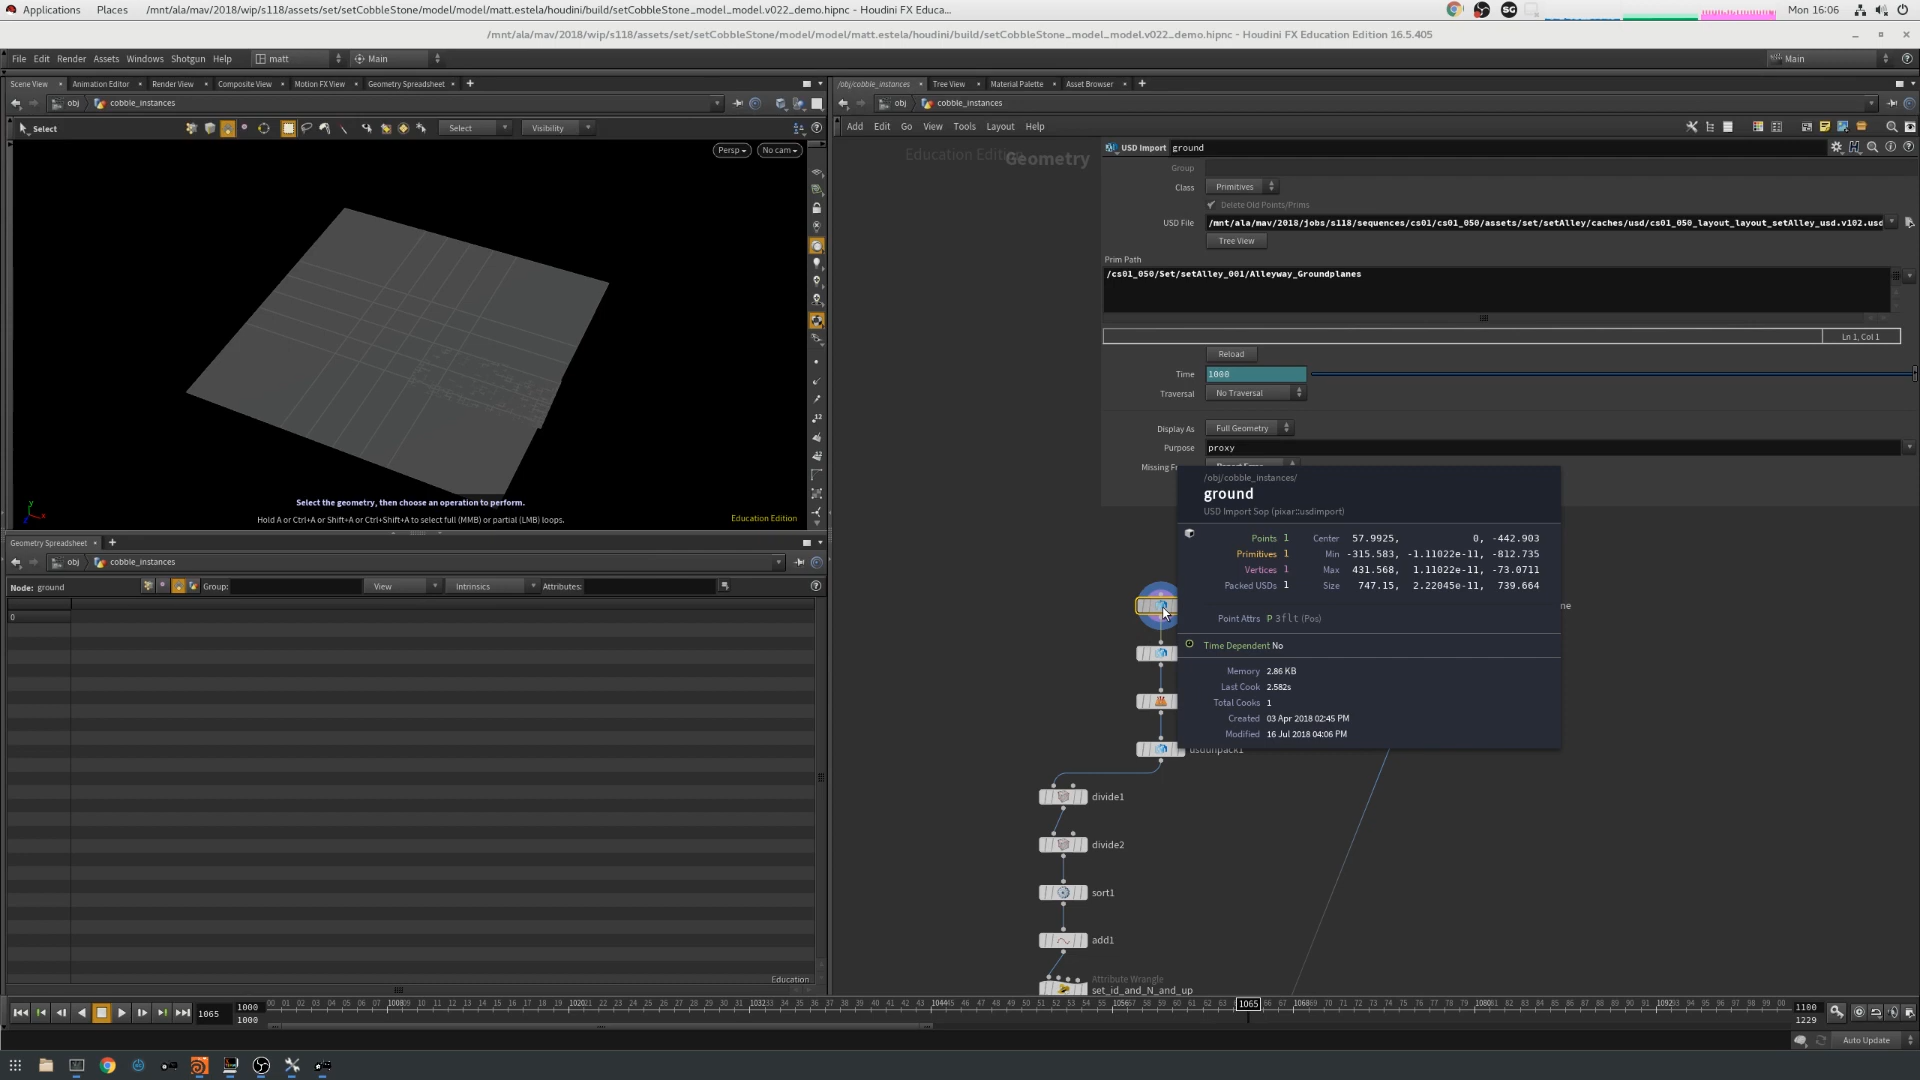 Applications Places /mnt/ala/mav/2018/wip/s118/assets/set/setCobbleStone/model/model/matt.estela/houdini/build/setCobbleStone_model_model.v022_demo.hipnc - Houdini FX Educa... Mon 16:06
/mnt/ala/mav/2018/wip/s118/assets/set/setCobbleStone/model/model/matt.estela/houdini/build/setCobbleStone_model_model.v022_demo.hipnc - Houdini FX Education Edition 16.5.405
File Edit Render Assets Windows Shotgun Help matt Main Main
Scene View Animation Editor Render View Composite View Motion FX View Geometry Spreadsheet
/obj/cobble_instances Tree View Material Palette Asset Browser
obj cobble_instances
obj cobble_instances
Select Select Visibility
Add Edit Go View Tools Layout Help
Persp No cam
Education Edition Geometry
USD Import ground
Group
Class Primitives
Delete Old Points/Prims
USD File /mnt/ala/mav/2018/jobs/s118/sequences/cs01/cs01_050/assets/set/setAlley/caches/usd/cs01_050_layout_layout_setAlley_usd.v102.usd
Tree View
Prim Path
/cs01_050/Set/setAlley_001/Alleyway_Groundplanes
Ln 1, Col 1
Reload
Time 1000
Traversal No Traversal
Display As Full Geometry
Purpose proxy
Missing Fr
Select the geometry, then choose an operation to perform.
Hold A or Ctrl+A or Shift+A or Ctrl+Shift+A to select full (MMB) or partial (LMB) loops.
Education Edition
/obj/cobble_instances/
ground
USD Import Sop (pixar::usdimport)
Points 1 Center 57.9925, 0, -442.903
Primitives 1 Min -315.583, -1.11022e-11, -812.735
Vertices 1 Max 431.568, 1.11022e-11, -73.0711
Packed USDs 1 Size 747.15, 2.22045e-11, 739.664
Point Attrs P 3flt (Pos)
Time Dependent No
Memory 2.86 KB
Last Cook 2.582s
Total Cooks 1
Created 03 Apr 2018 02:45 PM
Modified 16 Jul 2018 04:06 PM
ne
usdunpack1
divide1
divide2
sort1
add1
Attribute Wrangle
set_id_and_N_and_up
Geometry Spreadsheet
obj cobble_instances
Node: ground Group: View Intrinsics Attributes:
0
Education
1065 1000 1065 1100
1000 1229
Auto Update